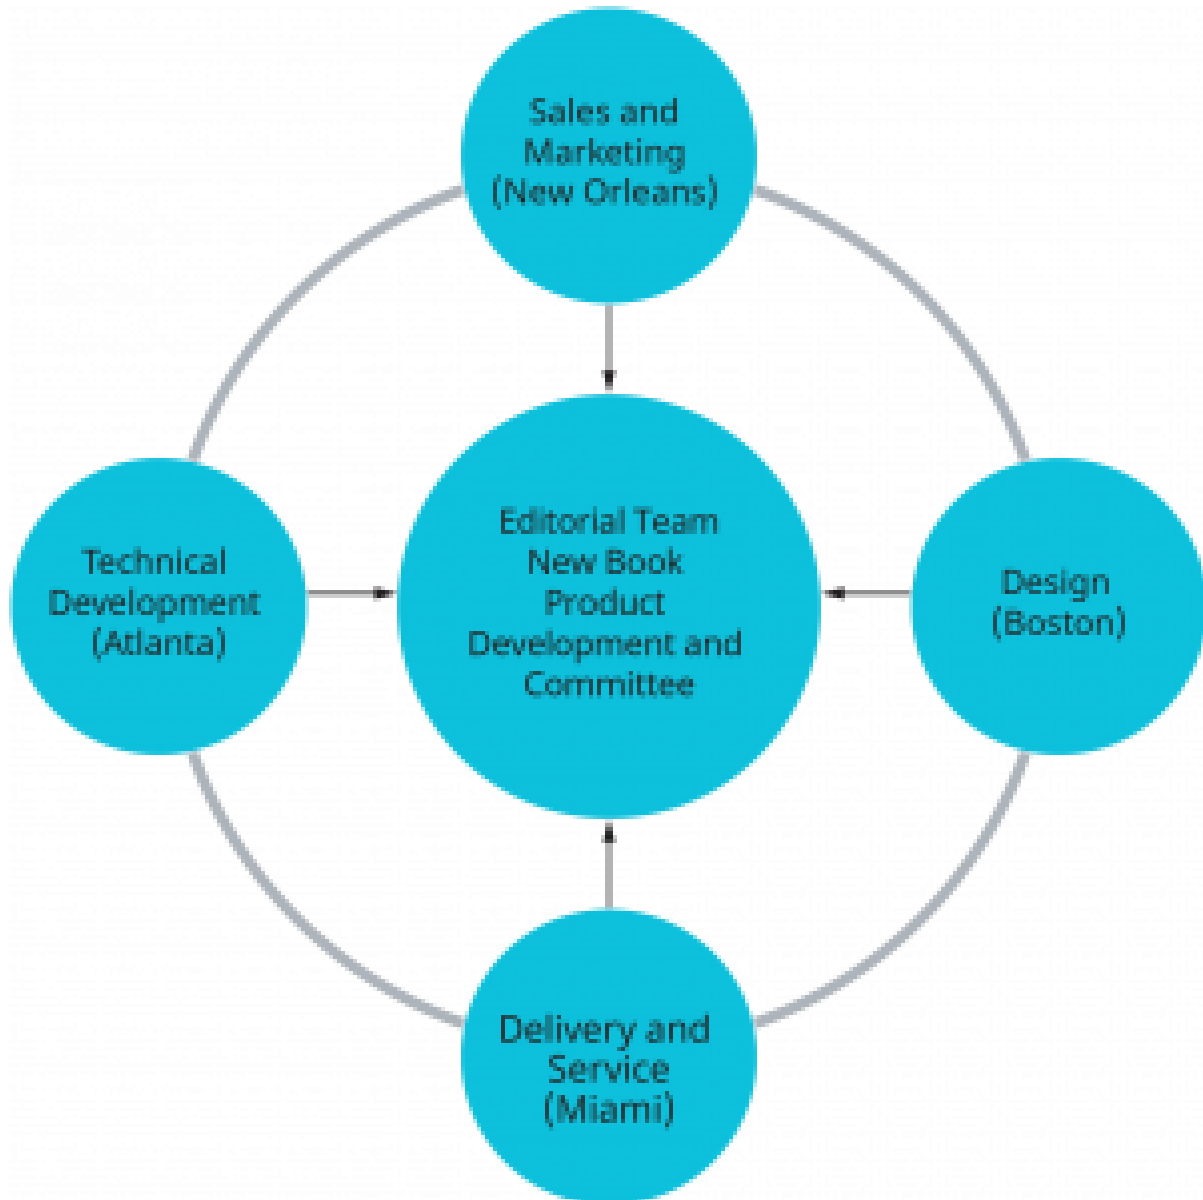 Sales and
Marketing
(New Orleans)
Technical
Development
(Atlanta)
Editorial Team
New Book
Product
Development and
Committee
Design
(Boston)
Delivery and
Service
(Miami)